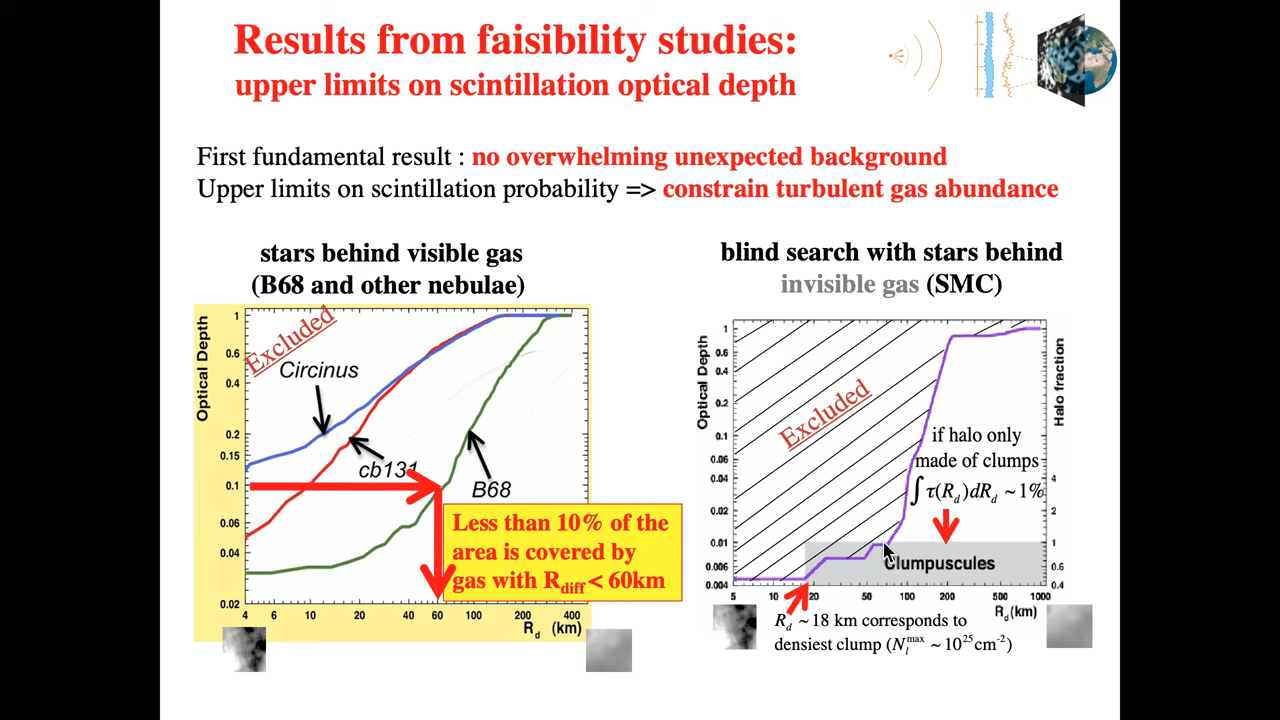 Results from faisibility studies:
upper limits on scintillation optical depth
First fundamental result : no overwhelming unexpected background
Upper limits on scintillation probability => constrain turbulent gas abundance
stars behind visible gas
(B68 and other nebulae)
Optical Depth
1
0.6
0.4
0.2
0.15
0.1
0.06
0.04
0.02
Excluded
Circinus
cb131
B68
Less than 10% of the
area is covered by
gas with Rdiff < 60km
4 6 10 20 40 60 100 200 400
Rd (km)
blind search with stars behind
invisible gas (SMC)
Optical Depth
1
0.6
0.4
0.2
0.1
0.06
0.04
0.02
0.01
0.006
0.004
Excluded
if halo only
made of clumps
∫ τ(Rd)dRd ~ 1%
Clumpuscules
Halo fraction
4
2
1
0.6
0.4
5 10 20 50 100 200 500 1000
Rd(km)
Rd ~ 18 km corresponds to
densiest clump (Nlmax ~ 10²⁵cm⁻²)